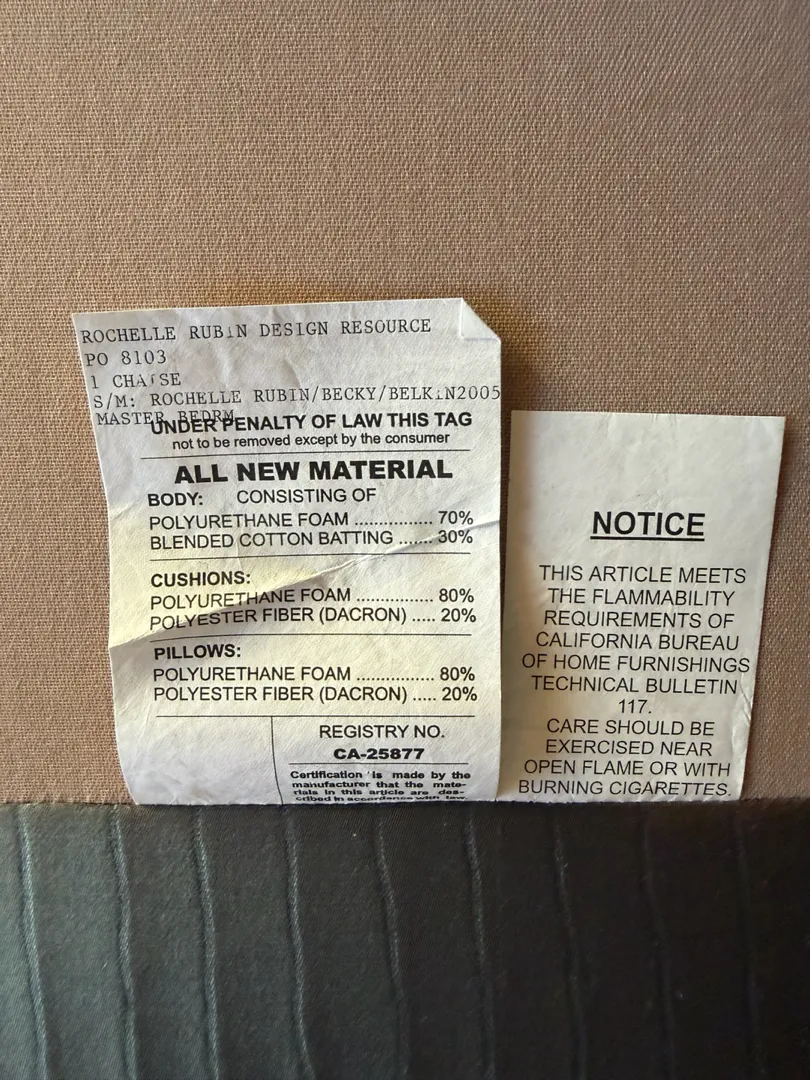 ROCHELLE RUBIN DESIGN RESOURCE
PO 8103
1 CHAISE
S/M: ROCHELLE RUBIN/BECKY/BELKIN2005
MASTER BEDRM
UNDER PENALTY OF LAW THIS TAG
not to be removed except by the consumer
ALL NEW MATERIAL
BODY: CONSISTING OF
POLYURETHANE FOAM ................ 70%
BLENDED COTTON BATTING ....... 30%
CUSHIONS:
POLYURETHANE FOAM ................ 80%
POLYESTER FIBER (DACRON) ..... 20%
PILLOWS:
POLYURETHANE FOAM ................ 80%
POLYESTER FIBER (DACRON) ..... 20%
REGISTRY NO.
CA-25877
Certification is made by the
manufacturer that the mate-
rials in this article are des-
cribed in accordance with law.
NOTICE
THIS ARTICLE MEETS
THE FLAMMABILITY
REQUIREMENTS OF
CALIFORNIA BUREAU
OF HOME FURNISHINGS
TECHNICAL BULLETIN
117.
CARE SHOULD BE
EXERCISED NEAR
OPEN FLAME OR WITH
BURNING CIGARETTES.